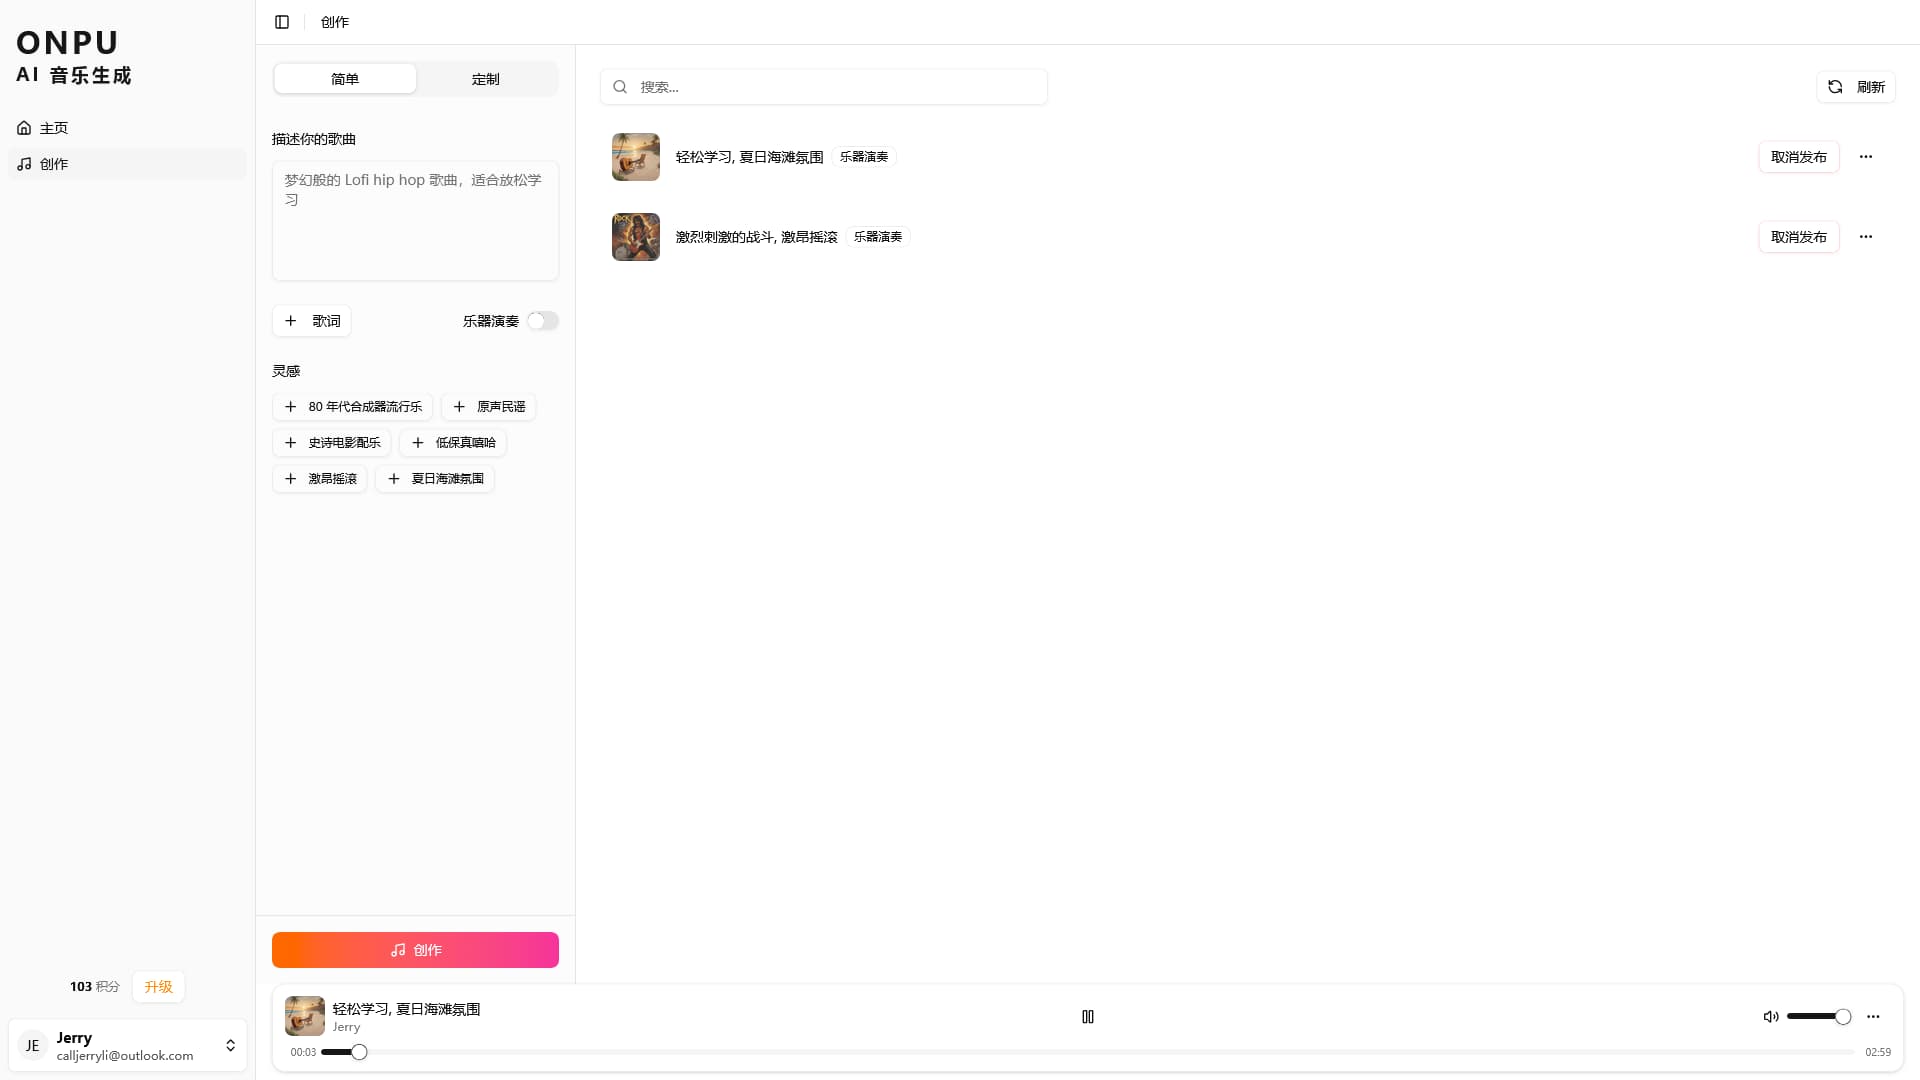 ONPU
AI 音乐生成
主页
创作
103 积分
升级
JE
Jerry
calljerryli@outlook.com
创作
简单
定制
描述你的歌曲
梦幻般的 Lofi hip hop 歌曲，适合放松学
习
歌词
乐器演奏
灵感
80 年代合成器流行乐
原声民谣
史诗电影配乐
低保真嘻哈
激昂摇滚
夏日海滩氛围
创作
搜索...
刷新
轻松学习, 夏日海滩氛围
乐器演奏
取消发布
ROCK
激烈刺激的战斗, 激昂摇滚
乐器演奏
取消发布
轻松学习, 夏日海滩氛围
Jerry
00:03
02:59